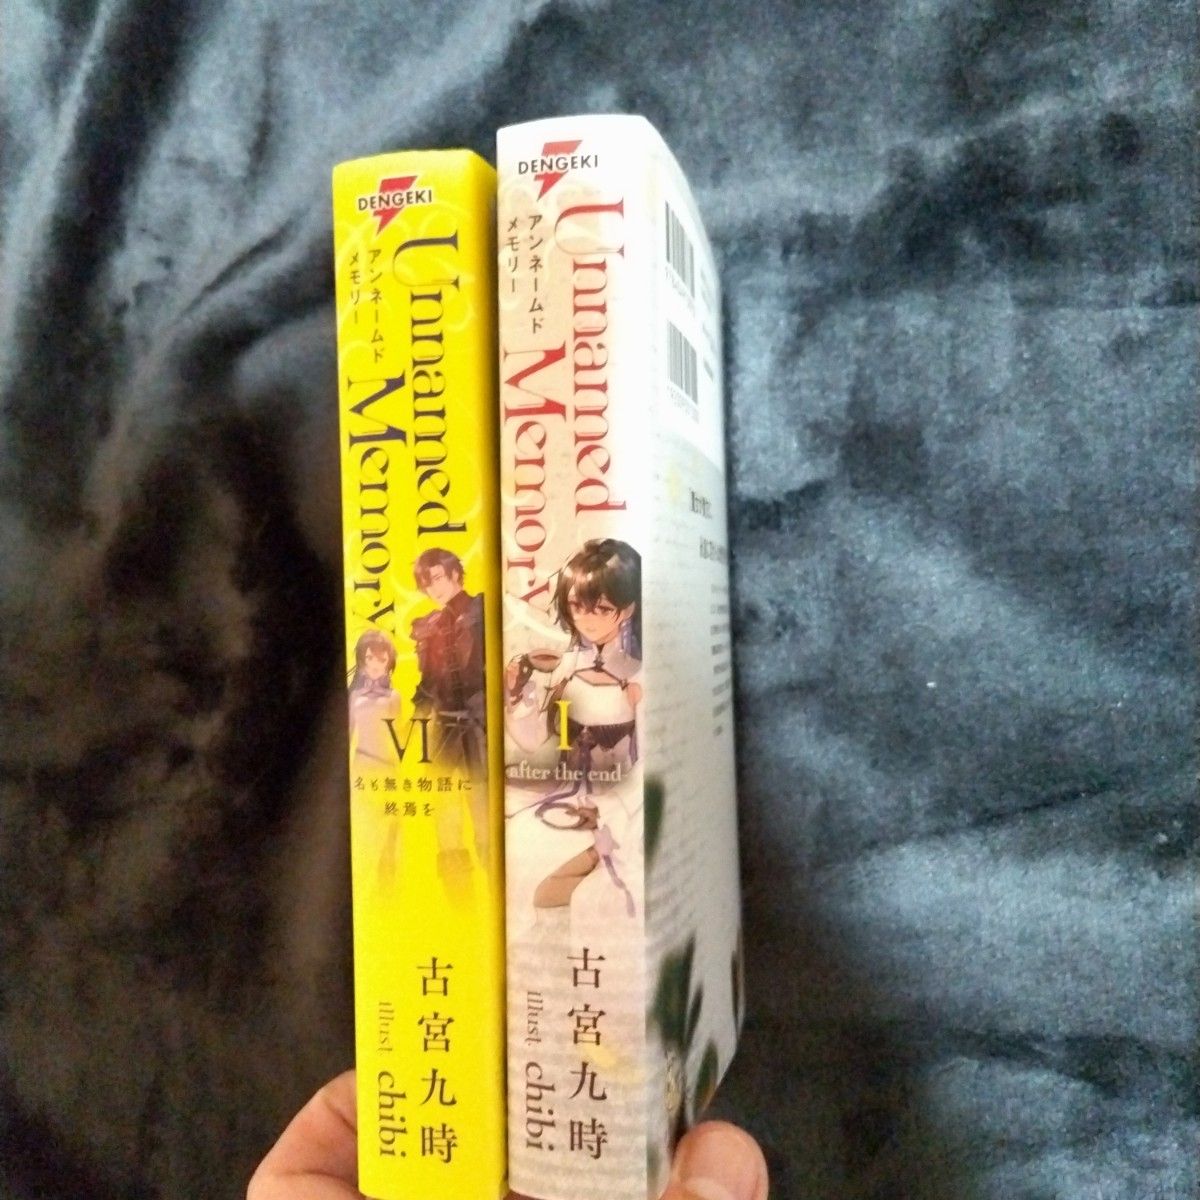 DENGEKI
Unnamed
Memory
アンネームド
メモリー
VI
名も無き物語に
終焉を
古宮九時
illust. chibi
DENGEKI
Unnamed
Memory
アンネームド
メモリー
I
after the end
古宮九時
illust. chibi